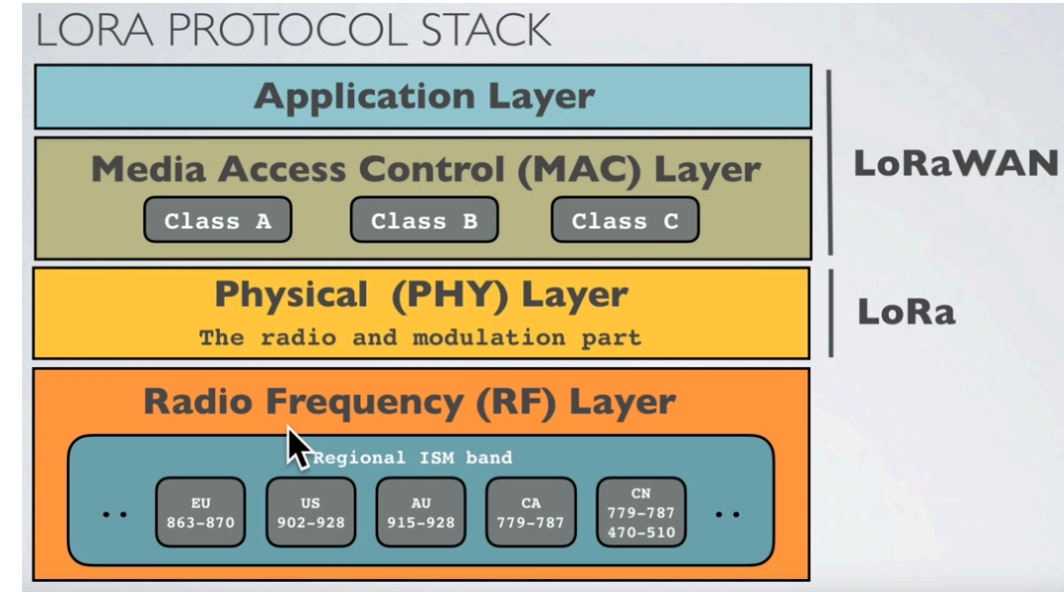 LORA PROTOCOL STACK
Application Layer
Media Access Control (MAC) Layer
Class A
Class B
Class C
LoRaWAN
Physical (PHY) Layer
The radio and modulation part
LoRa
Radio Frequency (RF) Layer
Regional ISM band
..
EU
863-870
US
902-928
AU
915-928
CA
779-787
CN
779-787
470-510
..